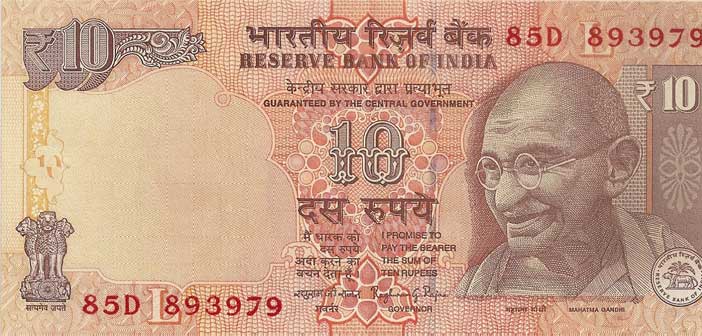 ₹10
भारतीय रिज़र्व बैंक
85D 893979
RESERVE BANK OF INDIA
केन्द्रीय सरकार द्वारा प्रत्याभूत
GUARANTEED BY THE CENTRAL GOVERNMENT
₹10
10
दस रुपये
मैं धारक को
दस रुपये
अदा करने का
वचन देता हूँ।
I PROMISE TO
PAY THE BEARER
THE SUM OF
TEN RUPEES
गवर्नर
GOVERNOR
सत्यमेव जयते
85D L 893979
महात्मा गांधी
MAHATMA GANDHI
भारतीय रिज़र्व बैंक
RESERVE BANK OF INDIA